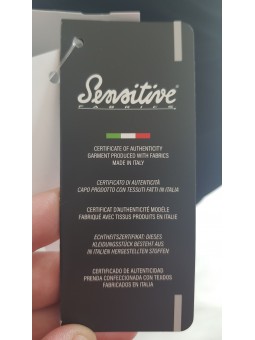 Sensitive®
FABRICS
CERTIFICATE OF AUTHENTICITY
GARMENT PRODUCED WITH FABRICS
MADE IN ITALY
CERTIFICATO DI AUTENTICITÀ
CAPO PRODOTTO CON TESSUTI FATTI IN ITALIA
CERTIFICAT D'AUTHENTICITÉ MODÈLE
FABRIQUÉ AVEC TISSUS PRODUITS EN ITALIE
ECHTHEITSZERTIFIKAT: DIESES
KLEIDUNGSSTÜCK BESTEHT AUS
IN ITALIEN HERGESTELLTEN STOFFEN
CERTIFICADO DE AUTENTICIDAD
PRENDA CONFECCIONADA CON TEJIDOS
FABRICADOS EN ITALIA